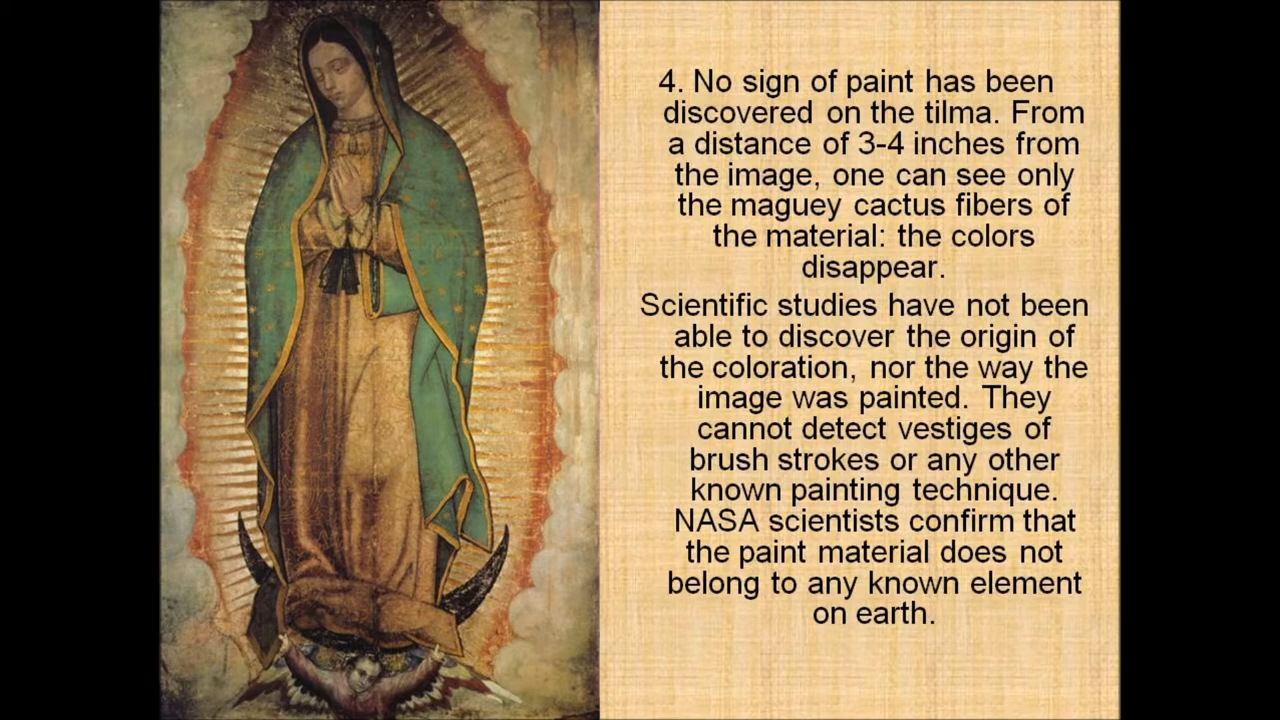 4. No sign of paint has been
discovered on the tilma. From
a distance of 3-4 inches from
the image, one can see only
the maguey cactus fibers of
the material: the colors
disappear.
Scientific studies have not been
able to discover the origin of
the coloration, nor the way the
image was painted. They
cannot detect vestiges of
brush strokes or any other
known painting technique.
NASA scientists confirm that
the paint material does not
belong to any known element
on earth.